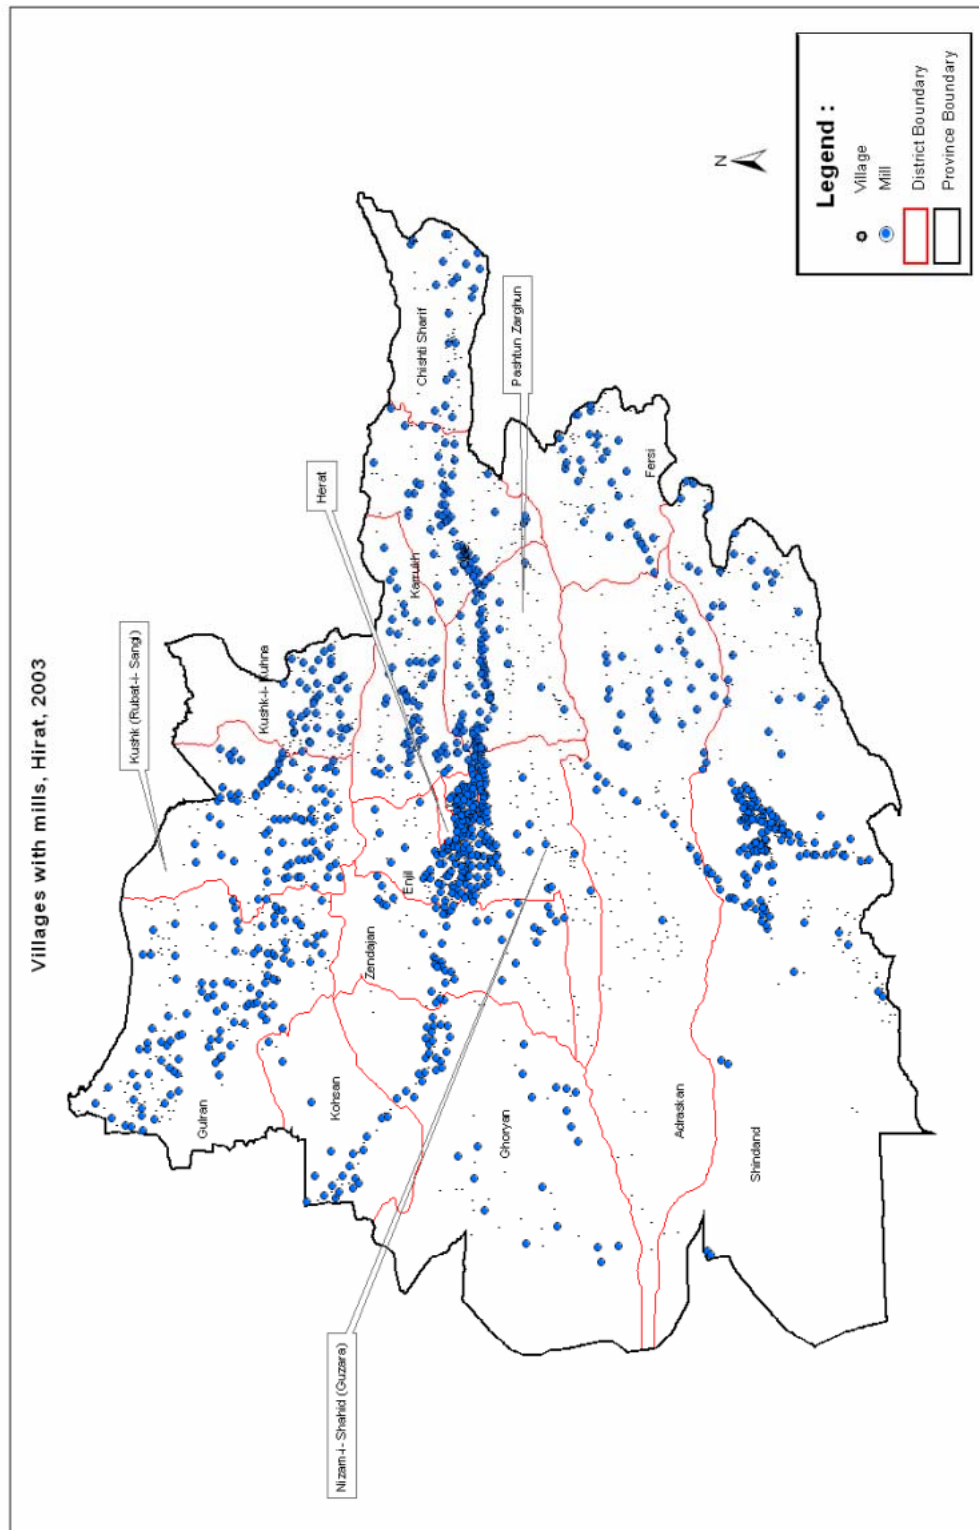 Villages with mills, Hirat, 2003
Kushk (Rubat-i- Sangi)
Kushk-i- Kuhna
Herat
Gulran
Karrukh
Chishti Sharif
Kohsan
Zendajan
Enjil
Pashtun Zarghun
Nizam-i- Shahid (Guzara)
Ghoryan
Fersi
Adraskan
Shindand
N
Legend :
Village
Mill
District Boundary
Province Boundary